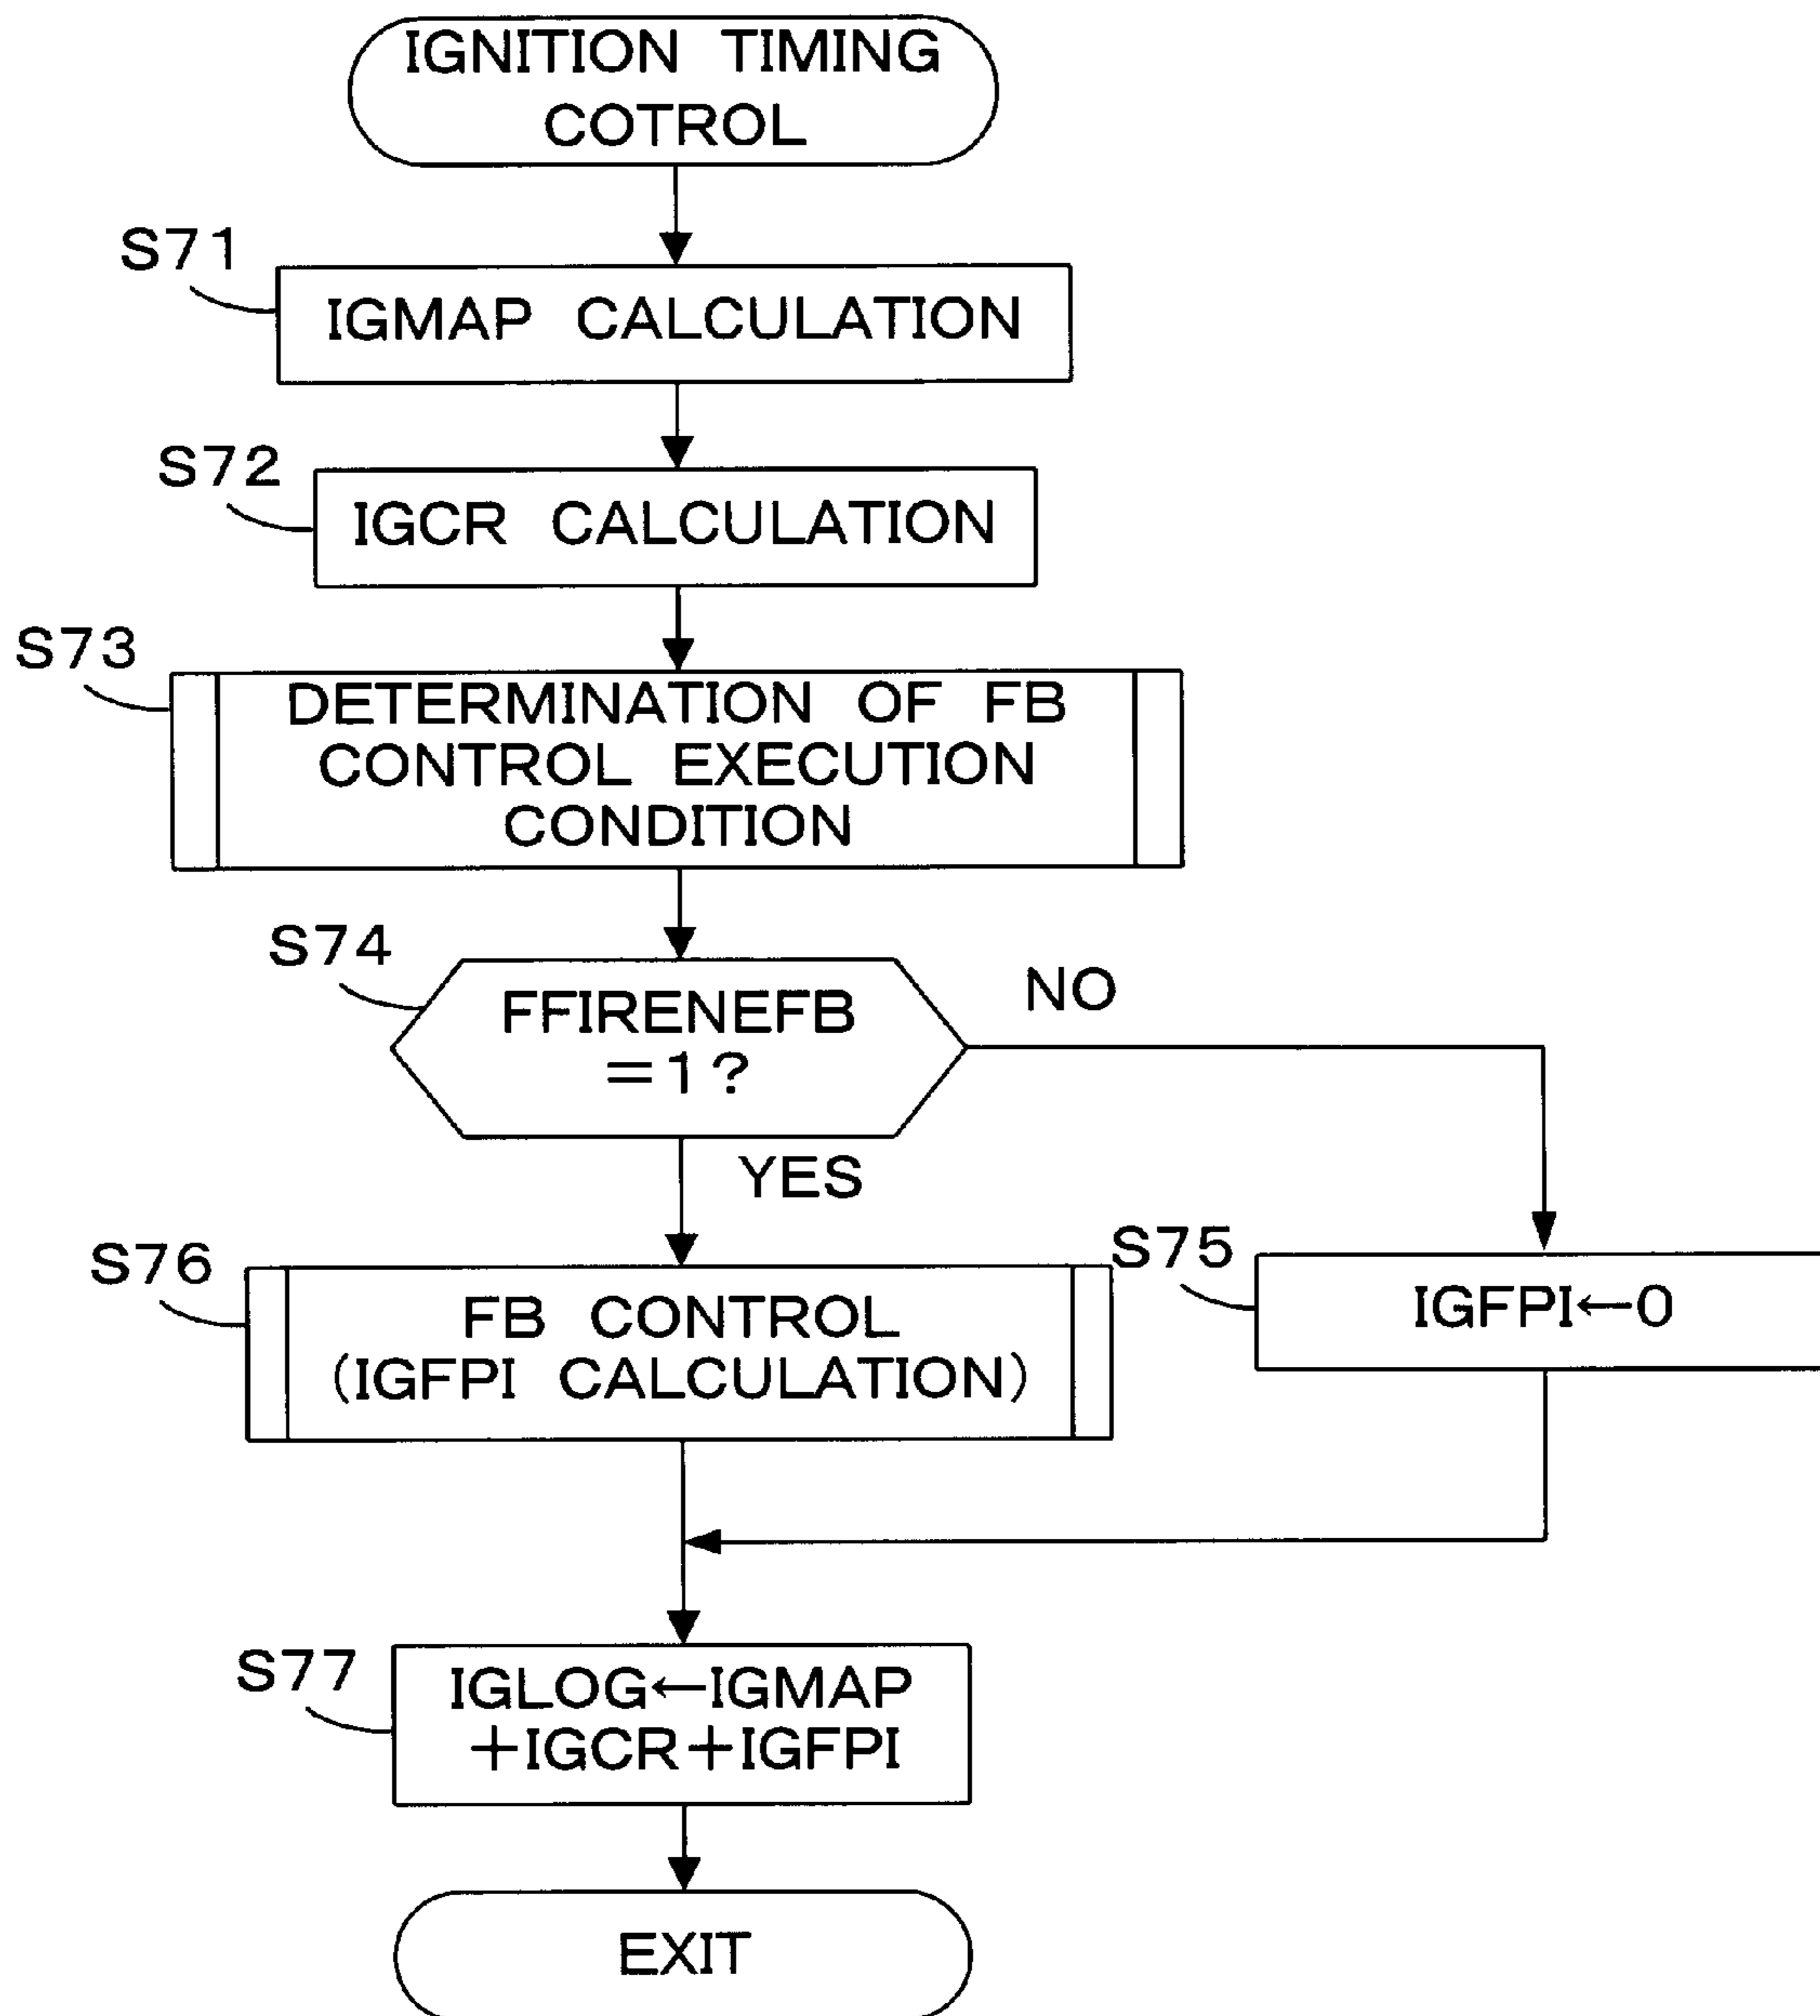 IGNITION TIMING
COTROL
S71
IGMAP CALCULATION
S72
IGCR CALCULATION
S73
DETERMINATION OF FB
CONTROL EXECUTION
CONDITION
S74
FFIRENEFB
=1?
NO
YES
S76
FB CONTROL
(IGFPI CALCULATION)
S75
IGFPI←0
S77
IGLOG←IGMAP
+IGCR+IGFPI
EXIT